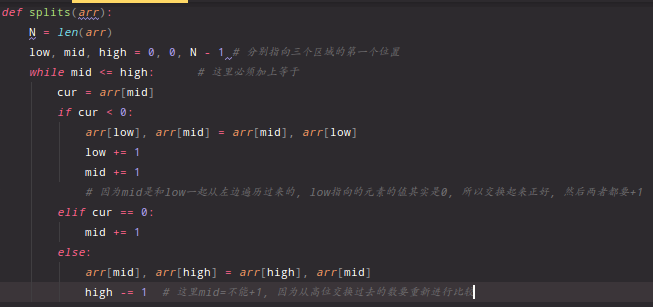 def splits(arr):
N = len(arr)
low, mid, high = 0, 0, N - 1 # 分别指向三个区域的第一个位置
while mid <= high: # 这里必须加上等于
cur = arr[mid]
if cur < 0:
arr[low], arr[mid] = arr[mid], arr[low]
low += 1
mid += 1
# 因为mid是和low一起从左边遍历过来的, low指向的元素的值其实是0, 所以交换起来正好, 然后两者都要+1
elif cur == 0:
mid += 1
else:
arr[mid], arr[high] = arr[high], arr[mid]
high -= 1 # 这里mid=不能+1, 因为从高位交换过去的数要重新进行比较